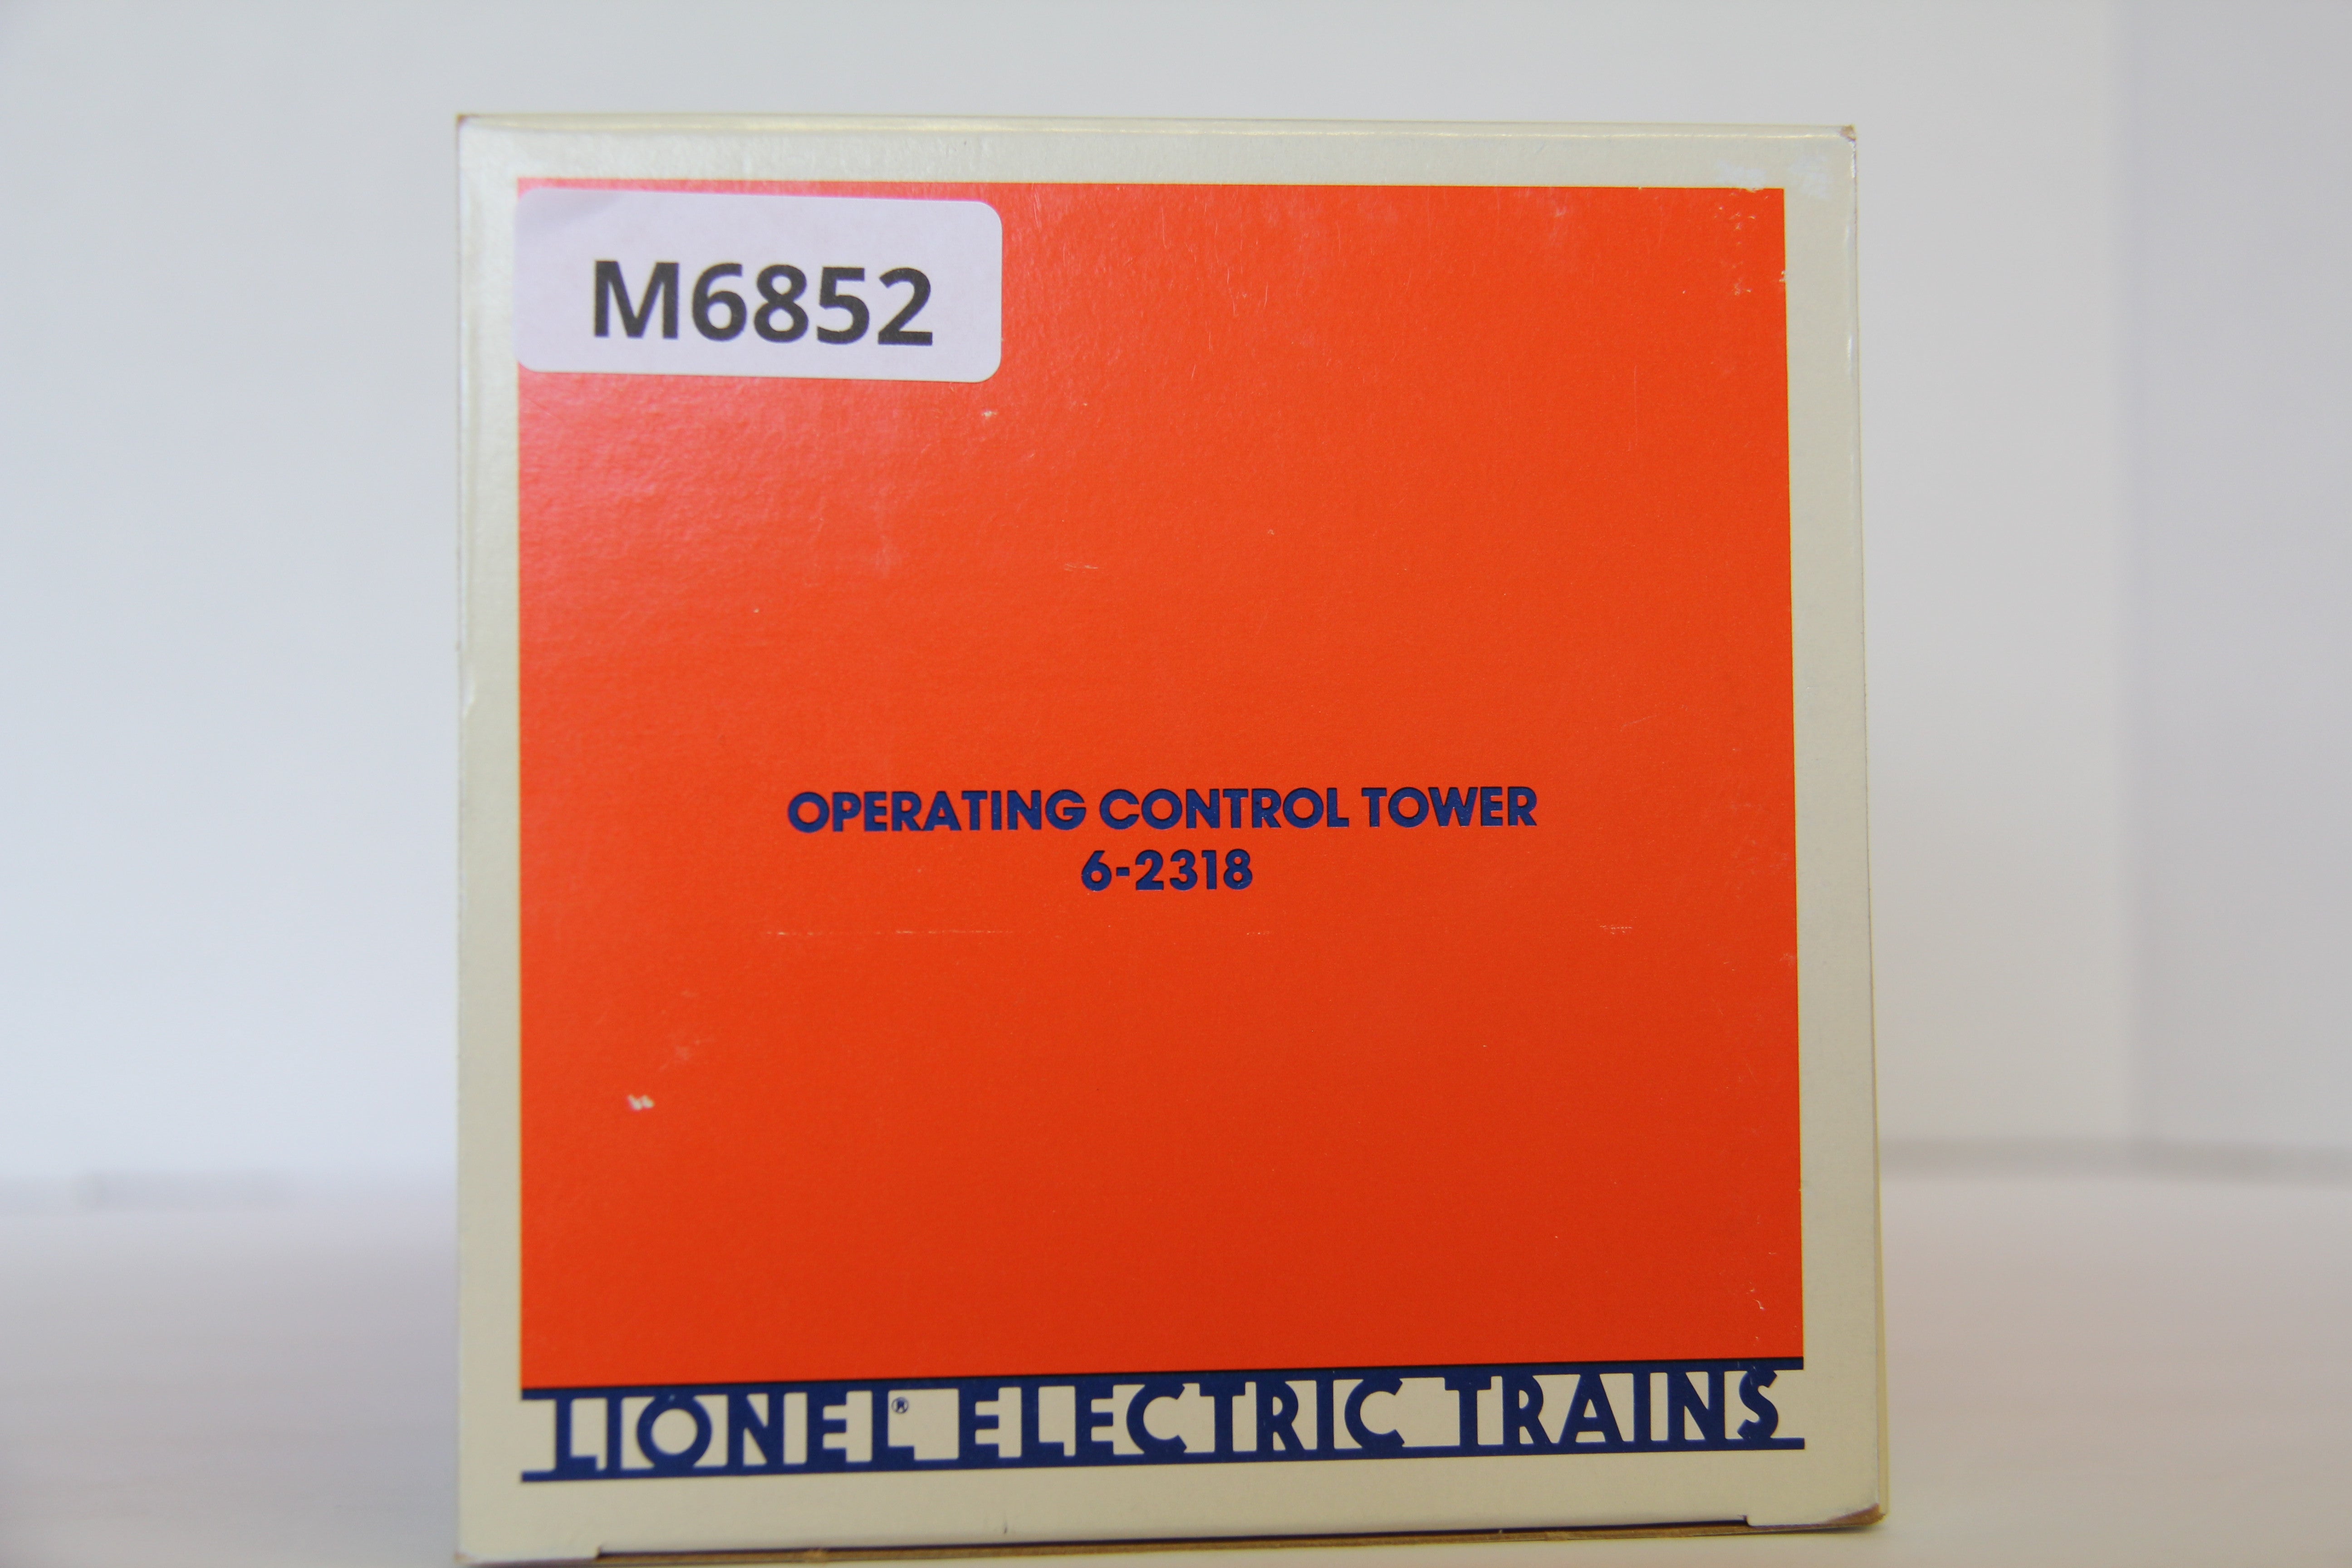 M6852
OPERATING CONTROL TOWER
6-2318
LIONEL® ELECTRIC TRAINS